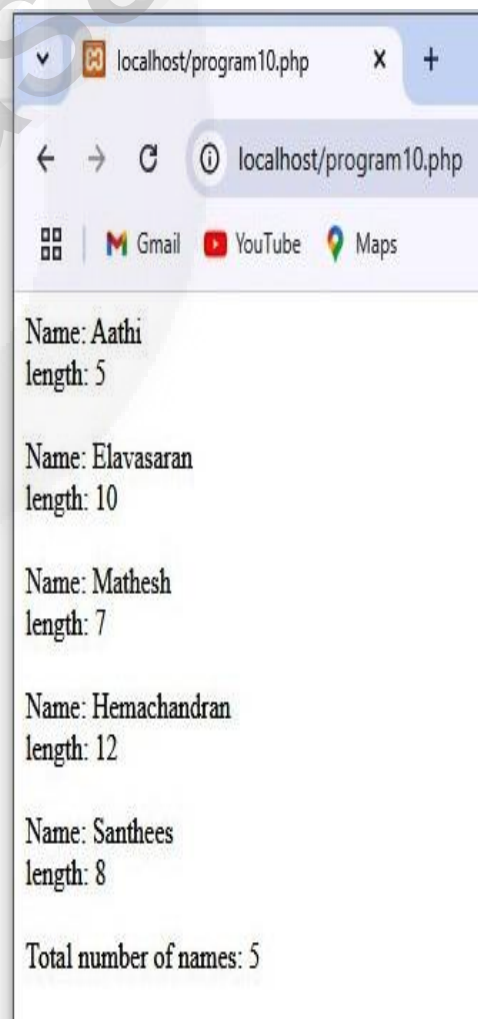 localhost/program10.php
localhost/program10.php
Gmail YouTube Maps
Name: Aathi
length: 5
Name: Elavasaran
length: 10
Name: Mathesh
length: 7
Name: Hemachandran
length: 12
Name: Santhees
length: 8
Total number of names: 5